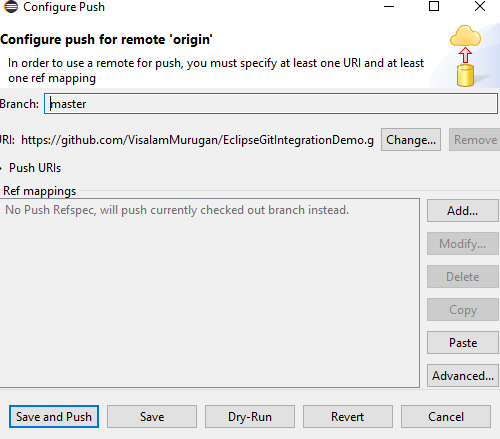 Configure Push
Configure push for remote 'origin'
In order to use a remote for push, you must specify at least one URI and at least
one ref mapping
Branch: master
URI: https://github.com/VisalamMurugan/EclipseGitIntegrationDemo.g Change... Remove
Push URIs
Ref mappings
No Push Refspec, will push currently checked out branch instead.
Add...
Modify...
Delete
Copy
Paste
Advanced...
Save and Push Save Dry-Run Revert Cancel